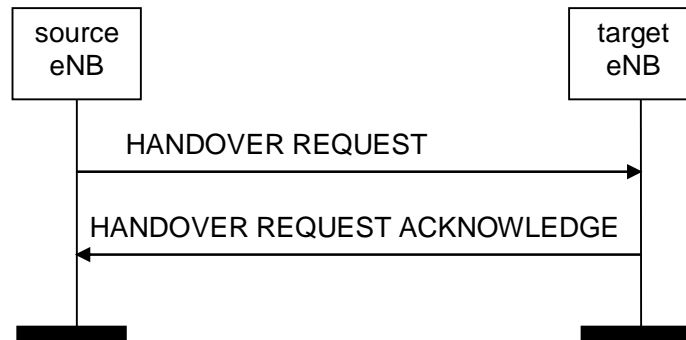 source
eNB
target
eNB
HANDOVER REQUEST
HANDOVER REQUEST ACKNOWLEDGE